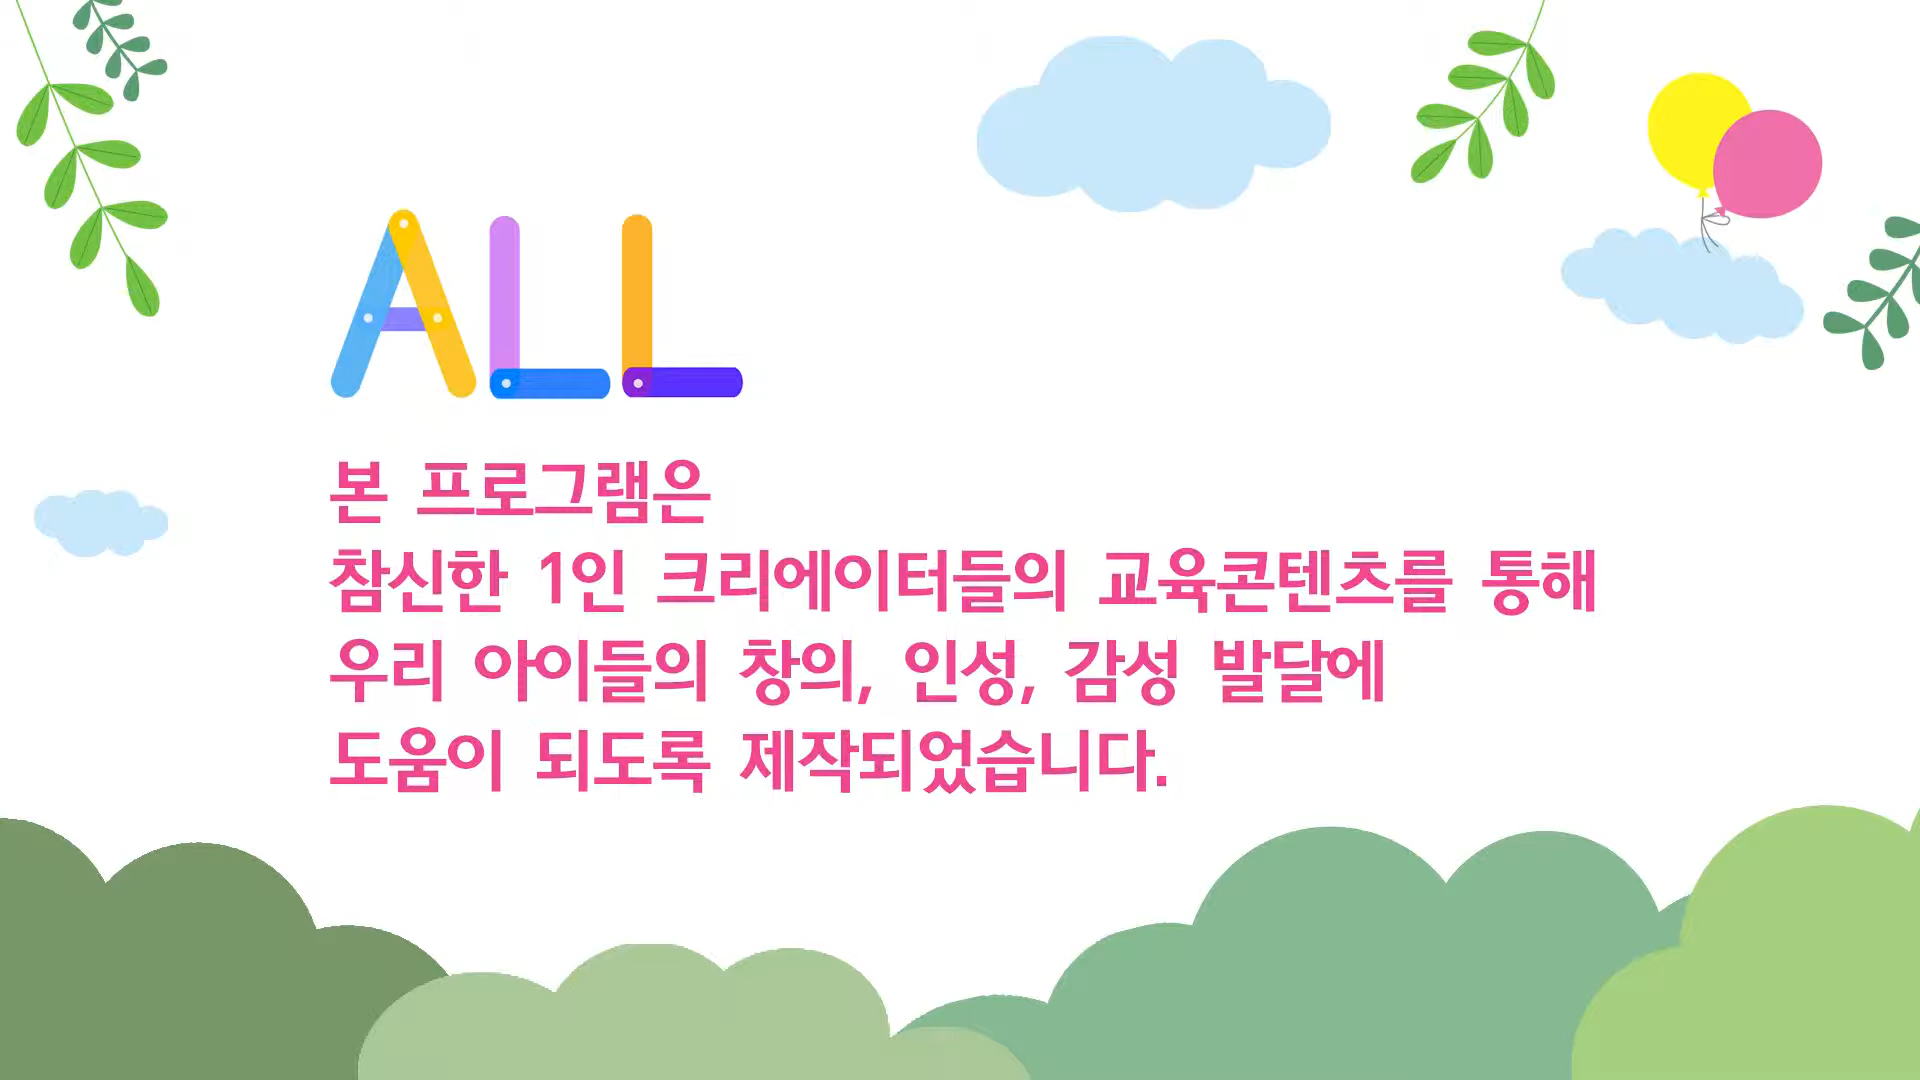 ALL
본 프로그램은
참신한 1인 크리에이터들의 교육콘텐츠를 통해
우리 아이들의 창의, 인성, 감성 발달에
도움이 되도록 제작되었습니다.